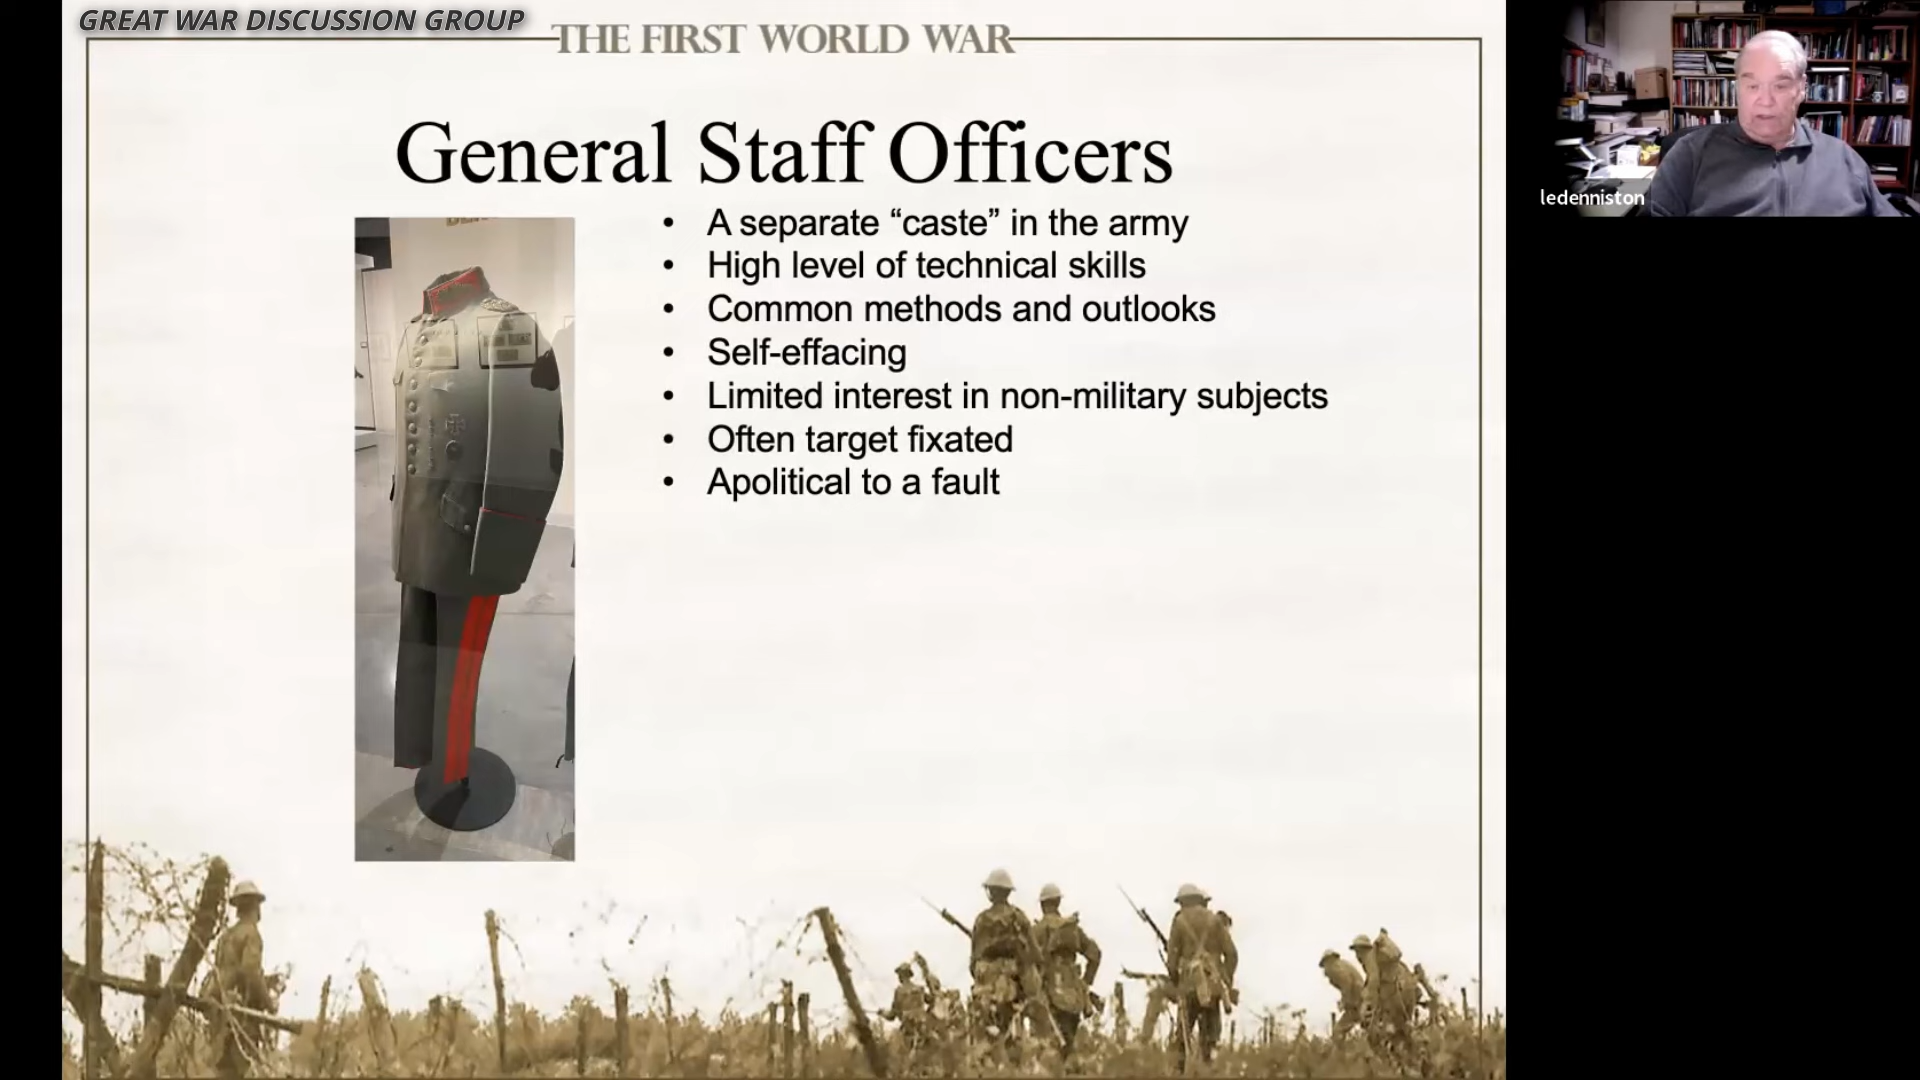 GREAT WAR DISCUSSION GROUP
THE FIRST WORLD WAR
General Staff Officers
• A separate “caste” in the army
• High level of technical skills
• Common methods and outlooks
• Self-effacing
• Limited interest in non-military subjects
• Often target fixated
• Apolitical to a fault
ledenniston